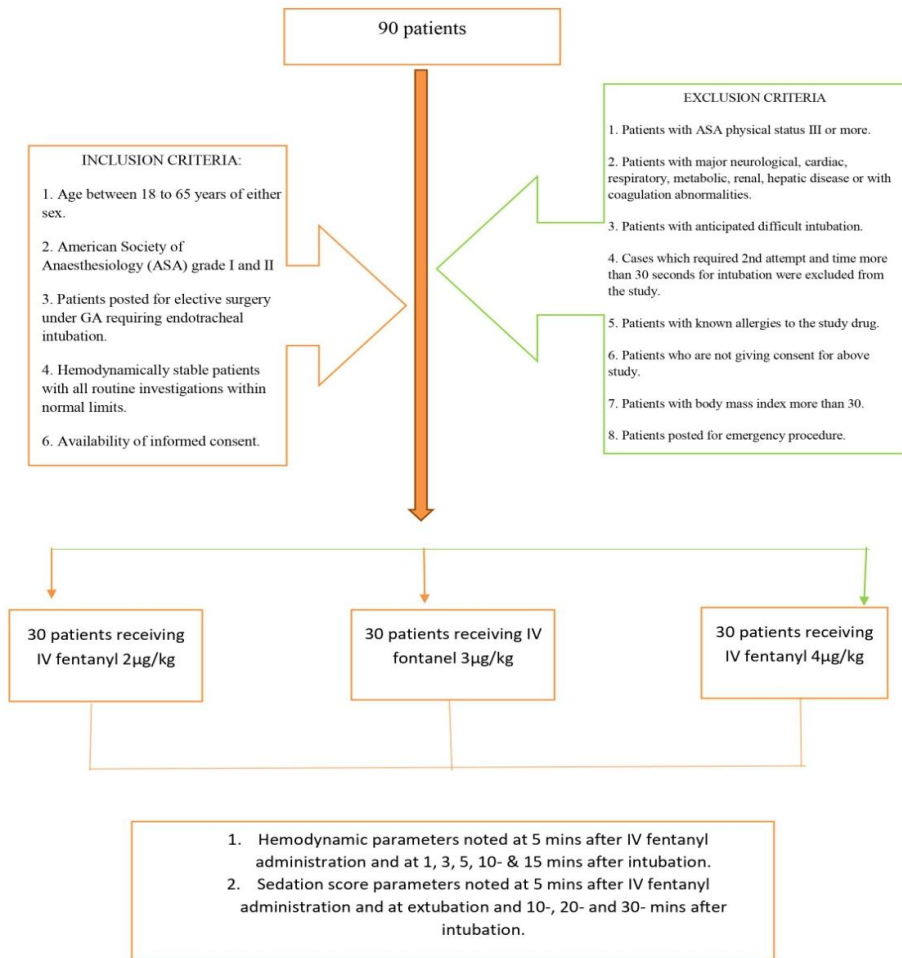 90 patients
INCLUSION CRITERIA:
1. Age between 18 to 65 years of either
sex.
2. American Society of
Anaesthesiology (ASA) grade I and II
3. Patients posted for elective surgery
under GA requiring endotracheal
intubation.
4. Hemodynamically stable patients
with all routine investigations within
normal limits.
6. Availability of informed consent.
EXCLUSION CRITERIA
1. Patients with ASA physical status III or more.
2. Patients with major neurological, cardiac,
respiratory, metabolic, renal, hepatic disease or with
coagulation abnormalities.
3. Patients with anticipated difficult intubation.
4. Cases which required 2nd attempt and time more
than 30 seconds for intubation were excluded from
the study.
5. Patients with known allergies to the study drug.
6. Patients who are not giving consent for above
study.
7. Patients with body mass index more than 30.
8. Patients posted for emergency procedure.
30 patients receiving
IV fentanyl 2µg/kg
30 patients receiving IV
fontanel 3µg/kg
30 patients receiving
IV fentanyl 4µg/kg
1. Hemodynamic parameters noted at 5 mins after IV fentanyl
administration and at 1, 3, 5, 10- & 15 mins after intubation.
2. Sedation score parameters noted at 5 mins after IV fentanyl
administration and at extubation and 10-, 20- and 30- mins after
intubation.